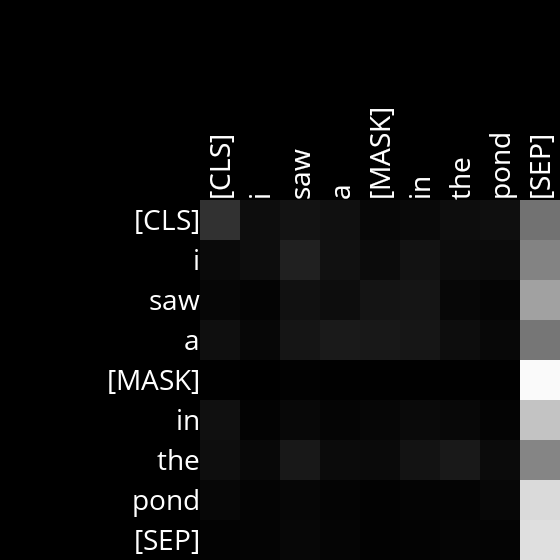 [CLS] i saw a [MASK] in the pond [SEP]
[CLS]
i
saw
a
[MASK]
in
the
pond
[SEP]